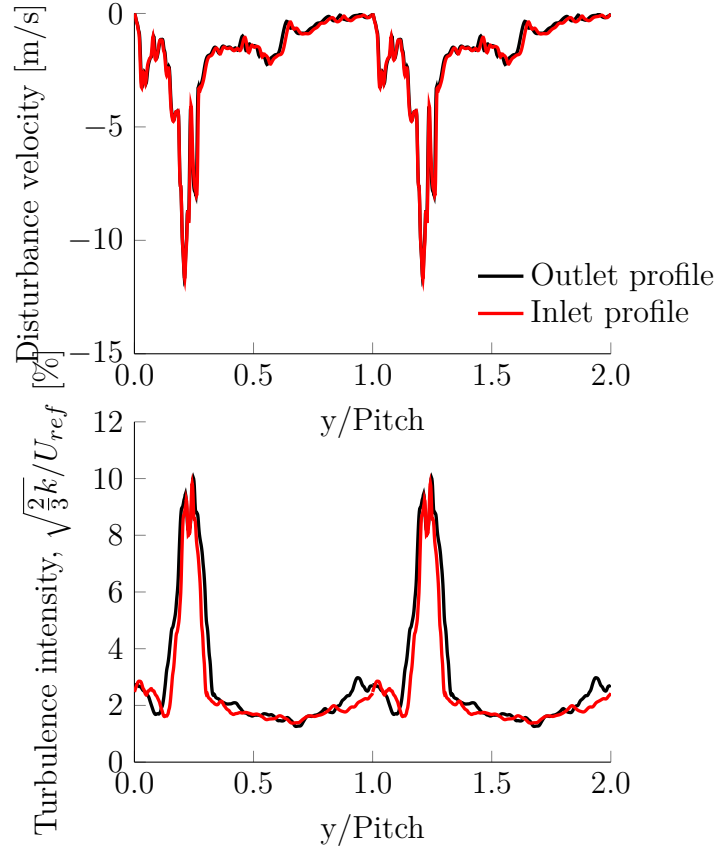 Disturbance velocity [m/s]
0
−5
−10
−15
0.0 0.5 1.0 1.5 2.0
y/Pitch
Outlet profile
Inlet profile
Turbulence intensity, √(2/3)k/U_ref [%]
12
10
8
6
4
2
0
0.0 0.5 1.0 1.5 2.0
y/Pitch